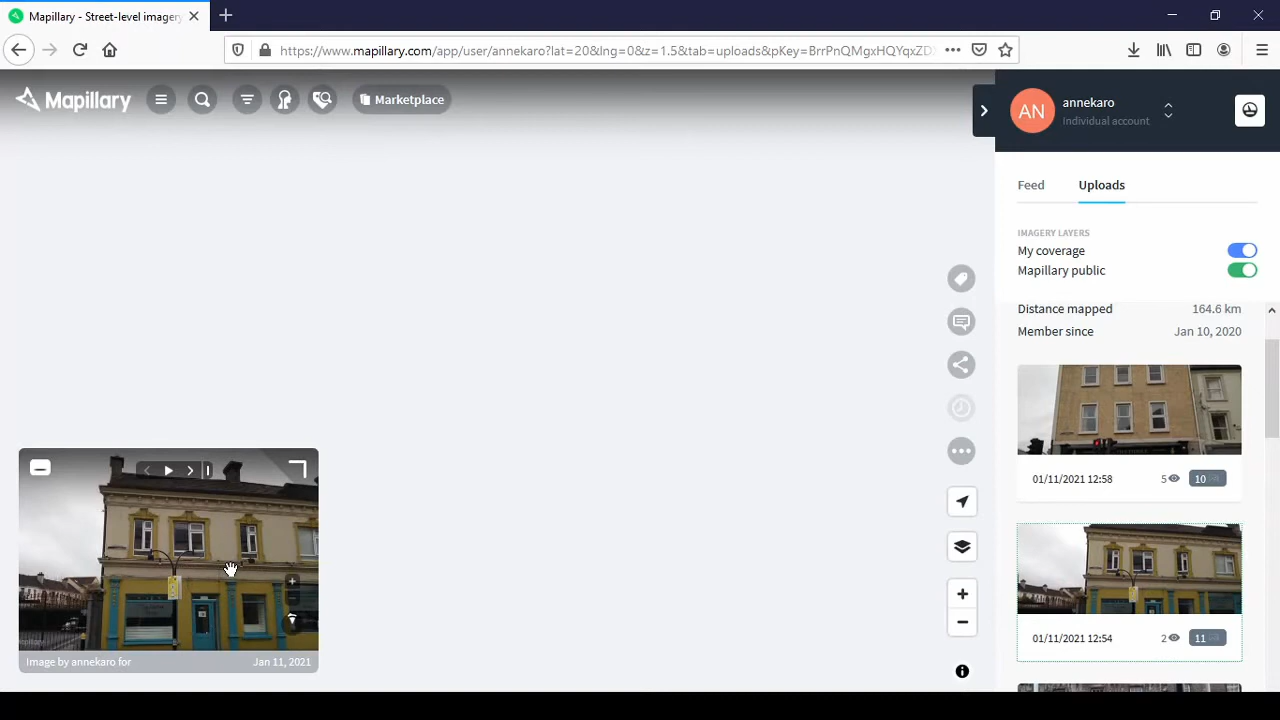 Mapillary - Street-level imagery
https://www.mapillary.com/app/user/annekaro?lat=20&lng=0&z=1.5&tab=uploads&pKey=BrrPnQMgxHQYqxZD
Mapillary
Marketplace
AN
annekaro
Individual account
Feed
Uploads
IMAGERY LAYERS
My coverage
Mapillary public
Distance mapped 164.6 km
Member since Jan 10, 2020
01/11/2021 12:58 5 10
01/11/2021 12:54 2 11
Image by annekaro for Jan 11, 2021